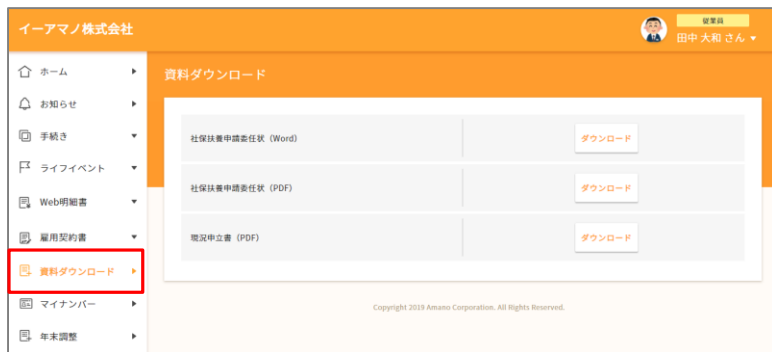 イーアマノ株式会社
従業員
田中 大和 さん
ホーム
お知らせ
手続き
ライフイベント
Web明細書
雇用契約書
資料ダウンロード
マイナンバー
年末調整
資料ダウンロード
社保扶養申請委任状（Word）
ダウンロード
社保扶養申請委任状（PDF）
ダウンロード
現況申立書（PDF）
ダウンロード
Copyright 2019 Amano Corporation. All Rights Reserved.